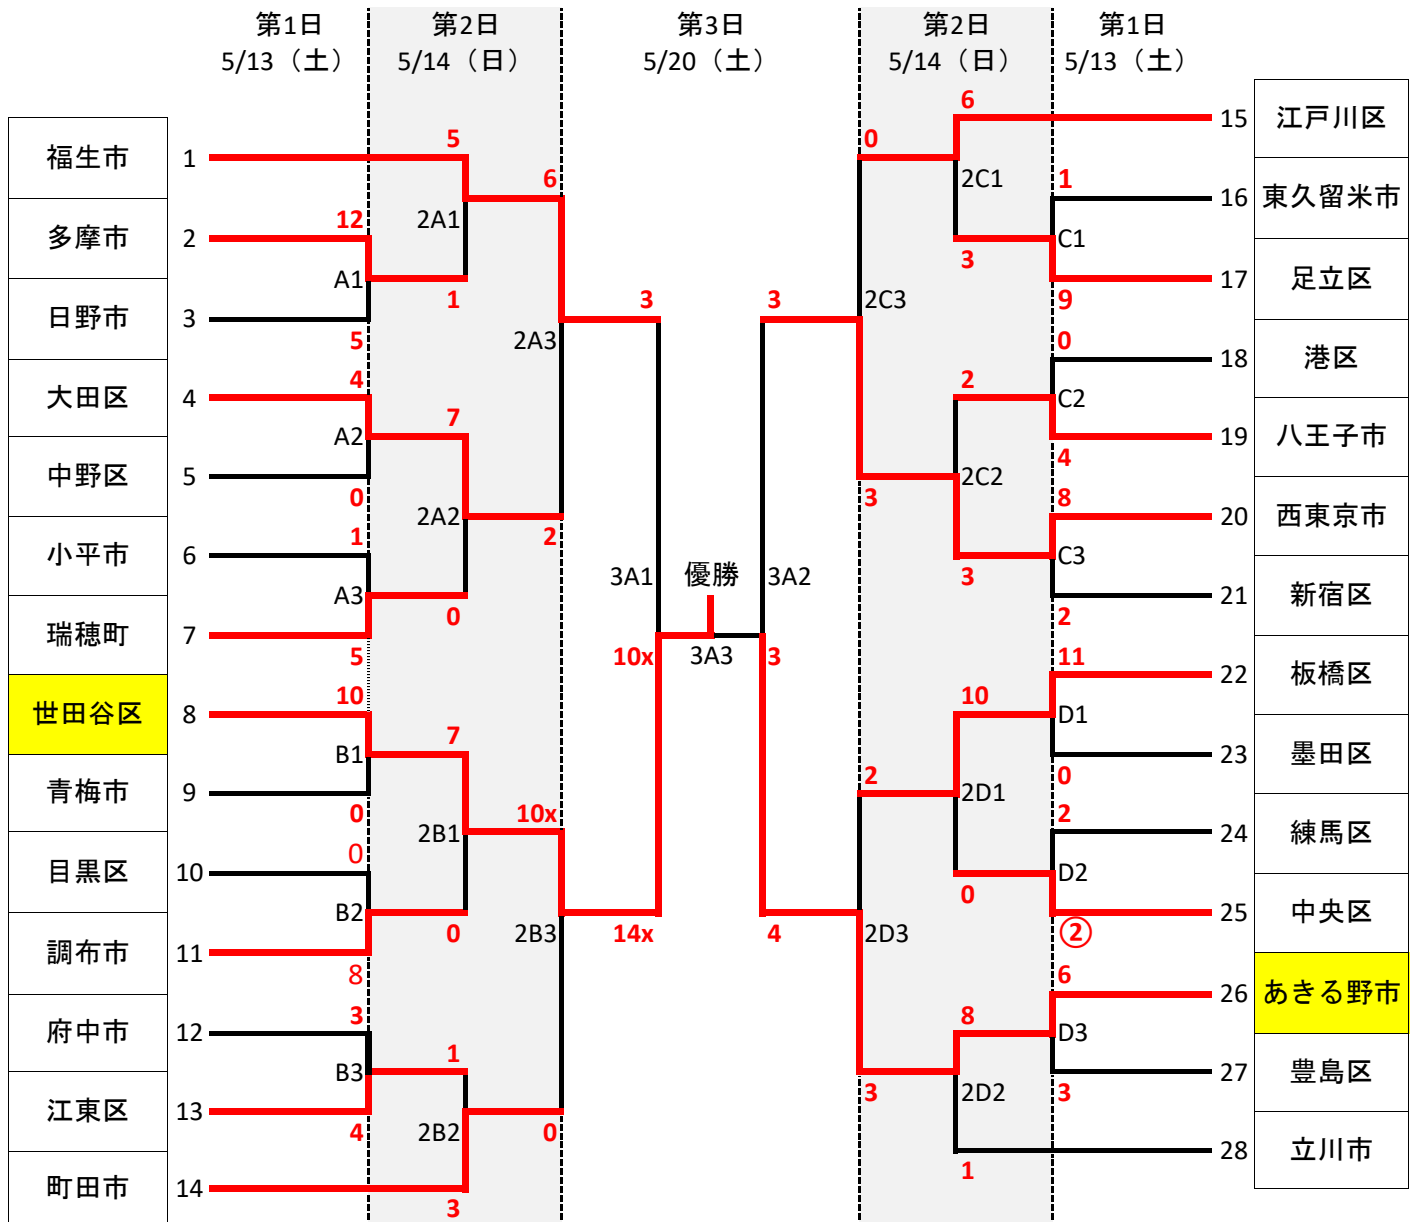 第1日 第2日 第3日 第2日 第1日
5/13（土） 5/14（日） 5/20（土） 5/14（日） 5/13（土）
福生市 1
多摩市 2
日野市 3
大田区 4
中野区 5
小平市 6
瑞穂町 7
世田谷区 8
青梅市 9
目黒区 10
調布市 11
府中市 12
江東区 13
町田市 14
12
A1
5
4
A2
0
1
A3
5
10
B1
0
0
B2
8
3
B3
4
5
2A1
1
7
2A2
0
7
2B1
0
1
2B2
3
6
2A3
2
10x
2B3
0
3
3A1
10x
14x
優勝
3A3
3
3A2
3
4
0
2C3
3
2
2D3
3
6
2C1
3
2
2C2
3
10
2D1
0
8
2D2
1
1
C1
9
0
C2
4
8
C3
2
11
D1
0
2
D2
②
6
D3
3
15 江戸川区
16 東久留米市
17 足立区
18 港区
19 八王子市
20 西東京市
21 新宿区
22 板橋区
23 墨田区
24 練馬区
25 中央区
26 あきる野市
27 豊島区
28 立川市